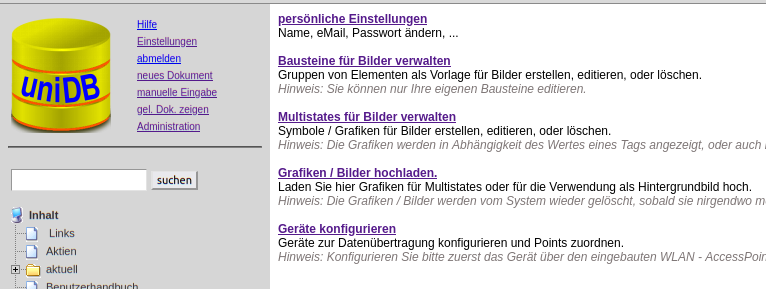 uniDB
Hilfe
Einstellungen
abmelden
neues Dokument
manuelle Eingabe
gel. Dok. zeigen
Administration
suchen
Inhalt
Links
Aktien
aktuell
Benutzerhandbuch
persönliche Einstellungen
Name, eMail, Passwort ändern, ...
Bausteine für Bilder verwalten
Gruppen von Elementen als Vorlage für Bilder erstellen, editieren, oder löschen.
Hinweis: Sie können nur Ihre eigenen Bausteine editieren.
Multistates für Bilder verwalten
Symbole / Grafiken für Bilder erstellen, editieren, oder löschen.
Hinweis: Die Grafiken werden in Abhängigkeit des Wertes eines Tags angezeigt, oder auch
Grafiken / Bilder hochladen.
Laden Sie hier Grafiken für Multistates oder für die Verwendung als Hintergrundbild hoch.
Hinweis: Die Grafiken / Bilder werden vom System wieder gelöscht, sobald sie nirgendwo
Geräte konfigurieren
Geräte zur Datenübertragung konfigurieren und Points zuordnen.
Hinweis: Konfigurieren Sie bitte zuerst das Gerät über den eingebauten WLAN -